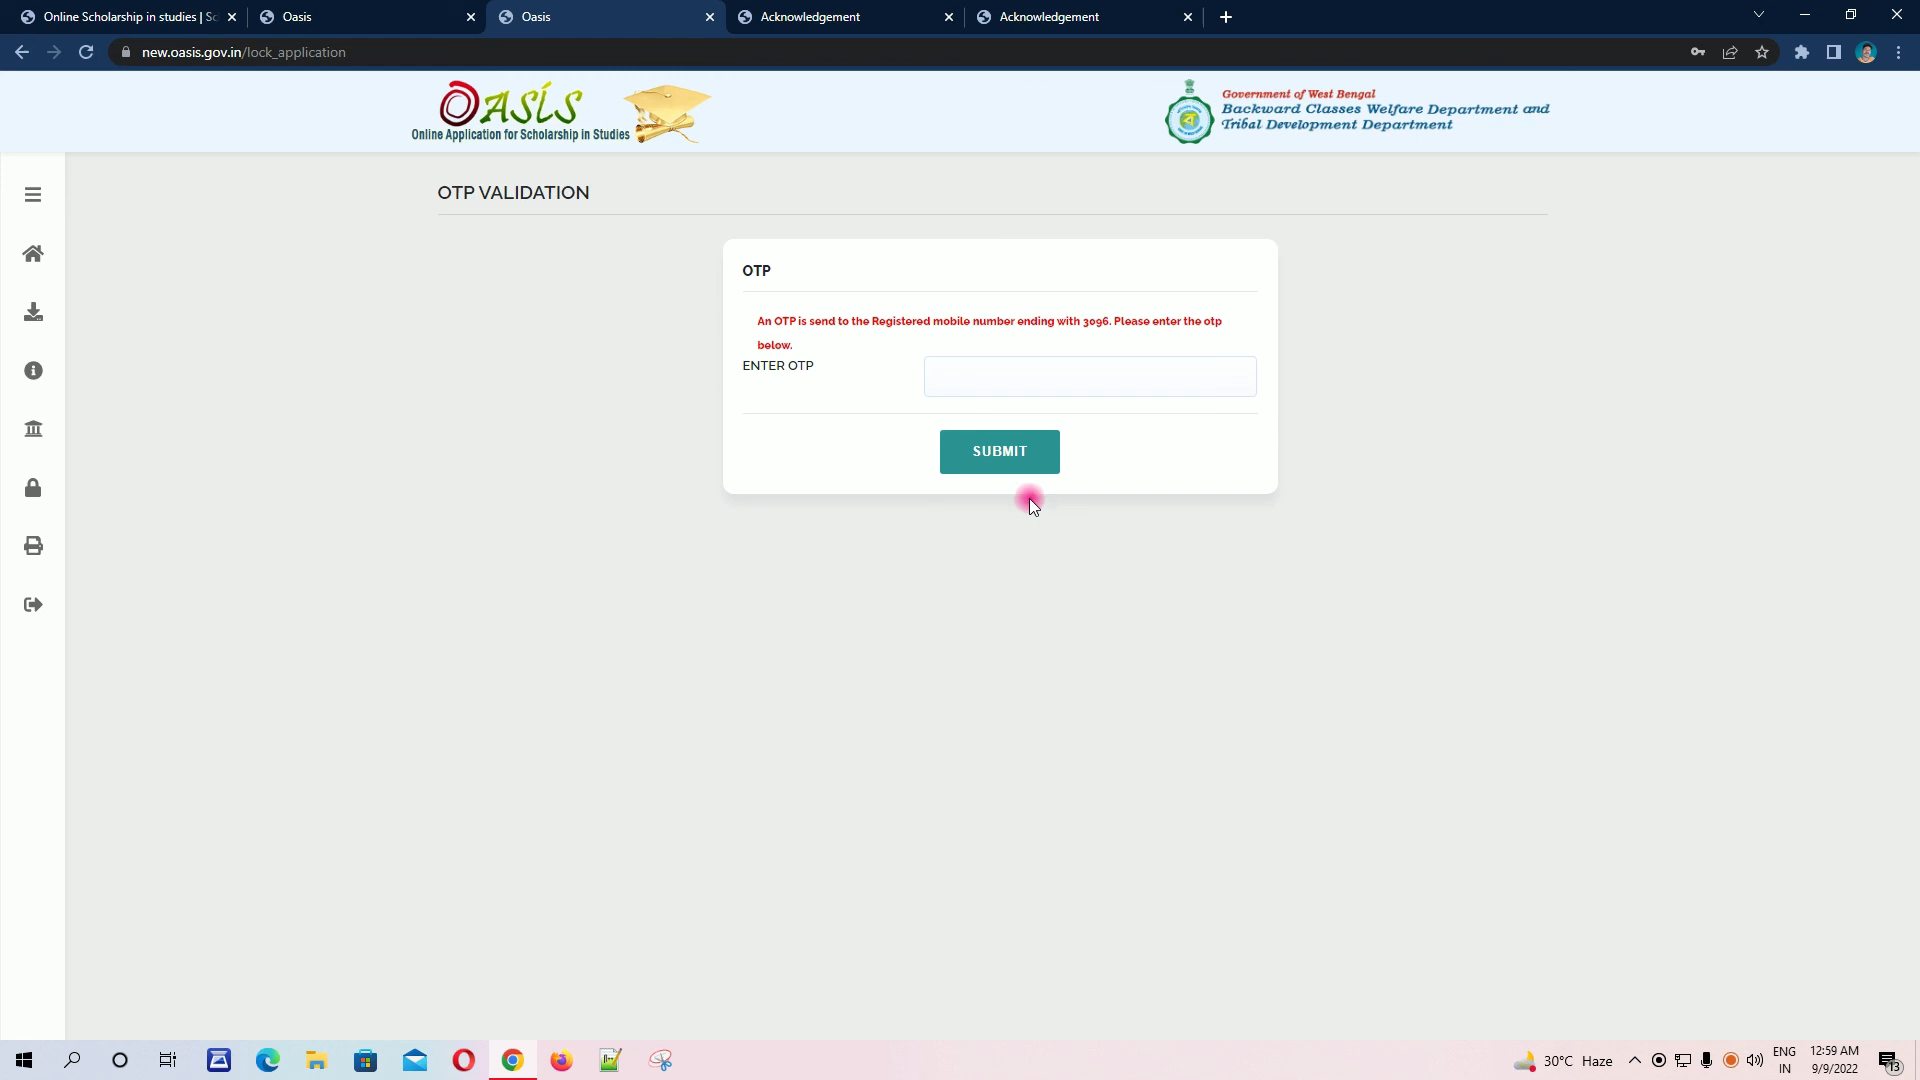 Online Scholarship in studies | Sc
Oasis
Oasis
Acknowledgement
Acknowledgement
new.oasis.gov.in/lock_application
OASIS
Online Application for Scholarship in Studies
Government of West Bengal
Backward Classes Welfare Department and
Tribal Development Department
OTP VALIDATION
OTP
An OTP is send to the Registered mobile number ending with 3096. Please enter the otp
below.
ENTER OTP
SUBMIT
30°C Haze
ENG
IN
12:59 AM
9/9/2022
13